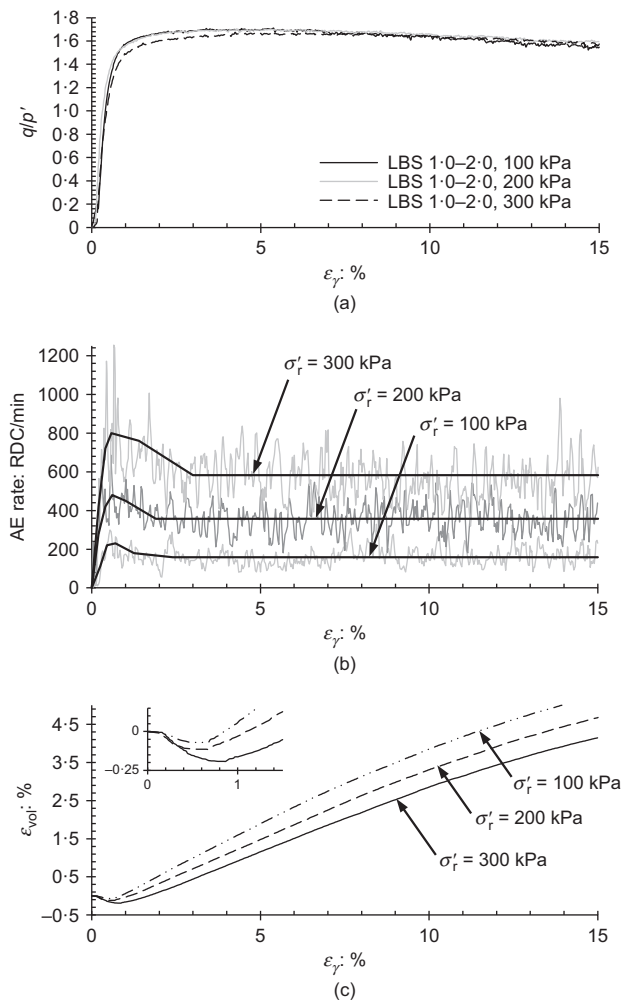 1·8
1·6
1·4
1·2
1·0
0·8
0·6
0·4
0·2
0
q/p′
LBS 1·0–2·0, 100 kPa
LBS 1·0–2·0, 200 kPa
LBS 1·0–2·0, 300 kPa
0 5 10 15
εγ: %
(a)
1200
1000
800
600
400
200
0
AE rate: RDC/min
σ′r = 300 kPa
σ′r = 200 kPa
σ′r = 100 kPa
0 5 10 15
εγ: %
(b)
4·5
3·5
2·5
1·5
0·5
–0·5
εvol: %
0
–0·25
0 1
σ′r = 100 kPa
σ′r = 200 kPa
σ′r = 300 kPa
0 5 10 15
εγ: %
(c)